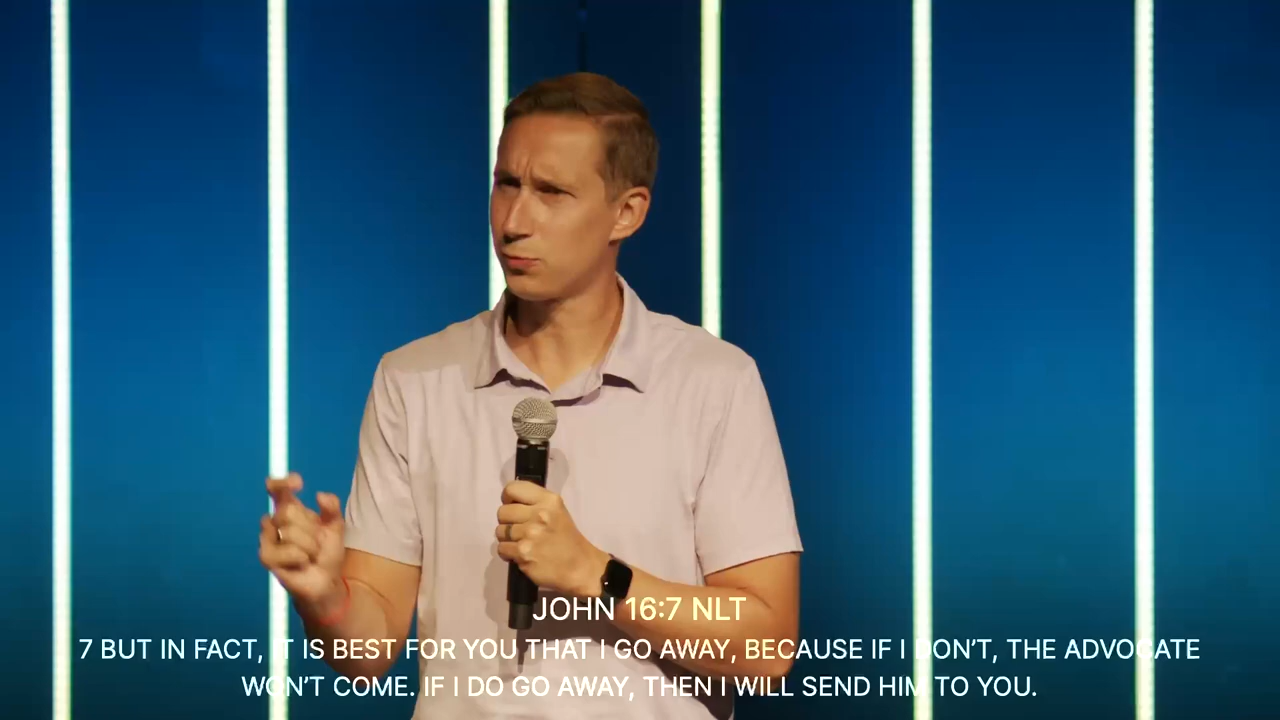 JOHN 16:7 NLT
7 BUT IN FACT, IT IS BEST FOR YOU THAT I GO AWAY, BECAUSE IF I DON’T, THE ADVOCATE
WON’T COME. IF I DO GO AWAY, THEN I WILL SEND HIM TO YOU.